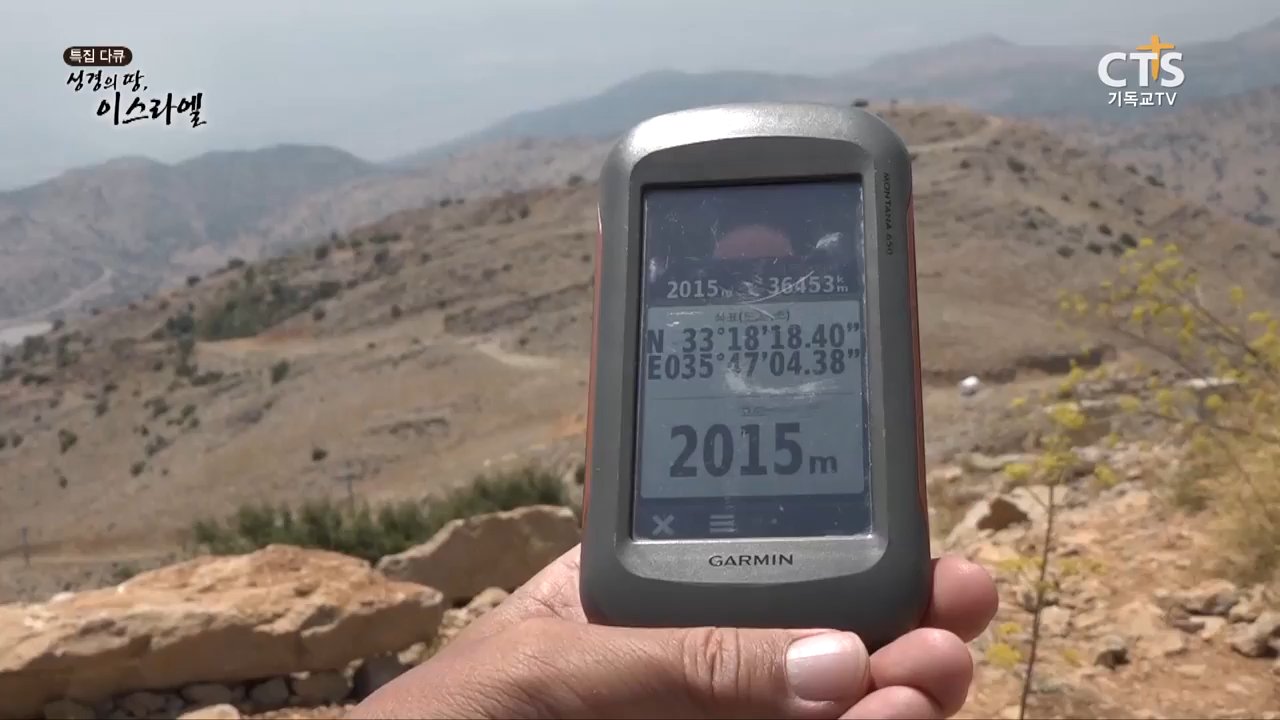 특집 다큐
성경의 땅,
이스라엘
CTS
기독교TV
MONTANA 650
2015m 36453km
N 33°18'18.40"
E035°47'04.38"
2015m
GARMIN